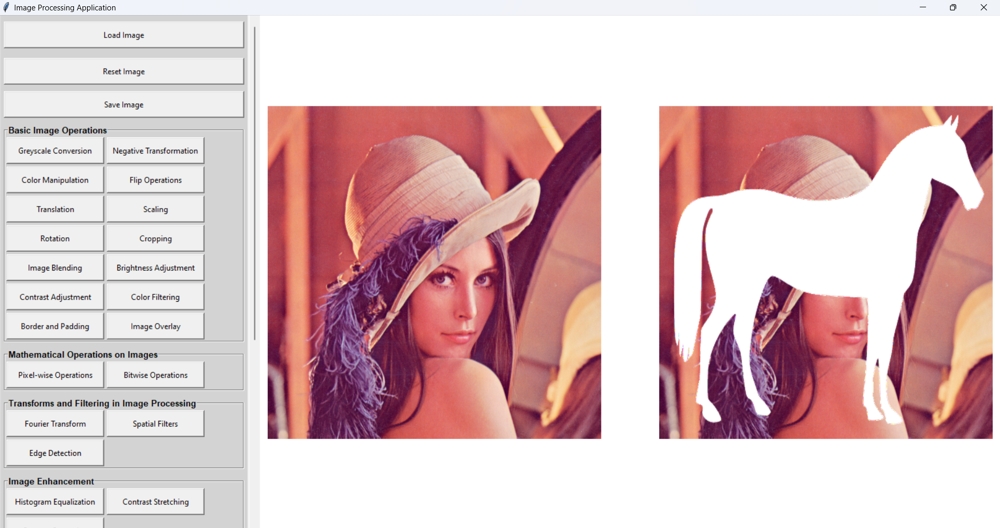 Image Processing Application
Load Image
Reset Image
Save Image
Basic Image Operations
Greyscale Conversion
Negative Transformation
Color Manipulation
Flip Operations
Translation
Scaling
Rotation
Cropping
Image Blending
Brightness Adjustment
Contrast Adjustment
Color Filtering
Border and Padding
Image Overlay
Mathematical Operations on Images
Pixel-wise Operations
Bitwise Operations
Transforms and Filtering in Image Processing
Fourier Transform
Spatial Filters
Edge Detection
Image Enhancement
Histogram Equalization
Contrast Stretching